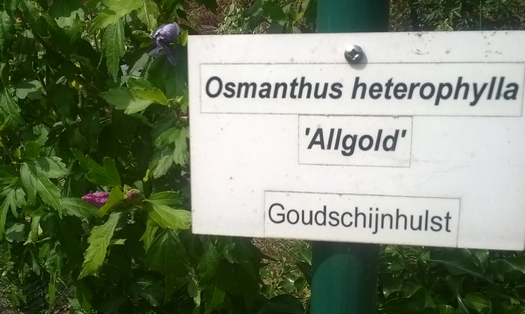 Osmanthus heterophylla
'Allgold'
Goudschijnhulst